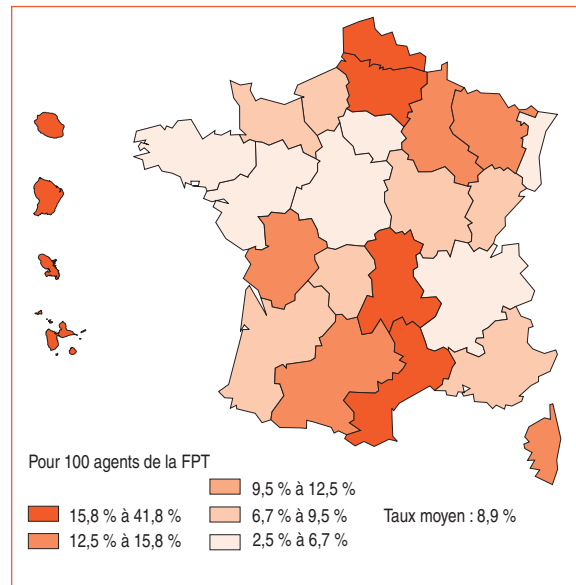 Pour 100 agents de la FPT
15,8 % à 41,8 %
12,5 % à 15,8 %
9,5 % à 12,5 %
6,7 % à 9,5 %
2,5 % à 6,7 %
Taux moyen : 8,9 %